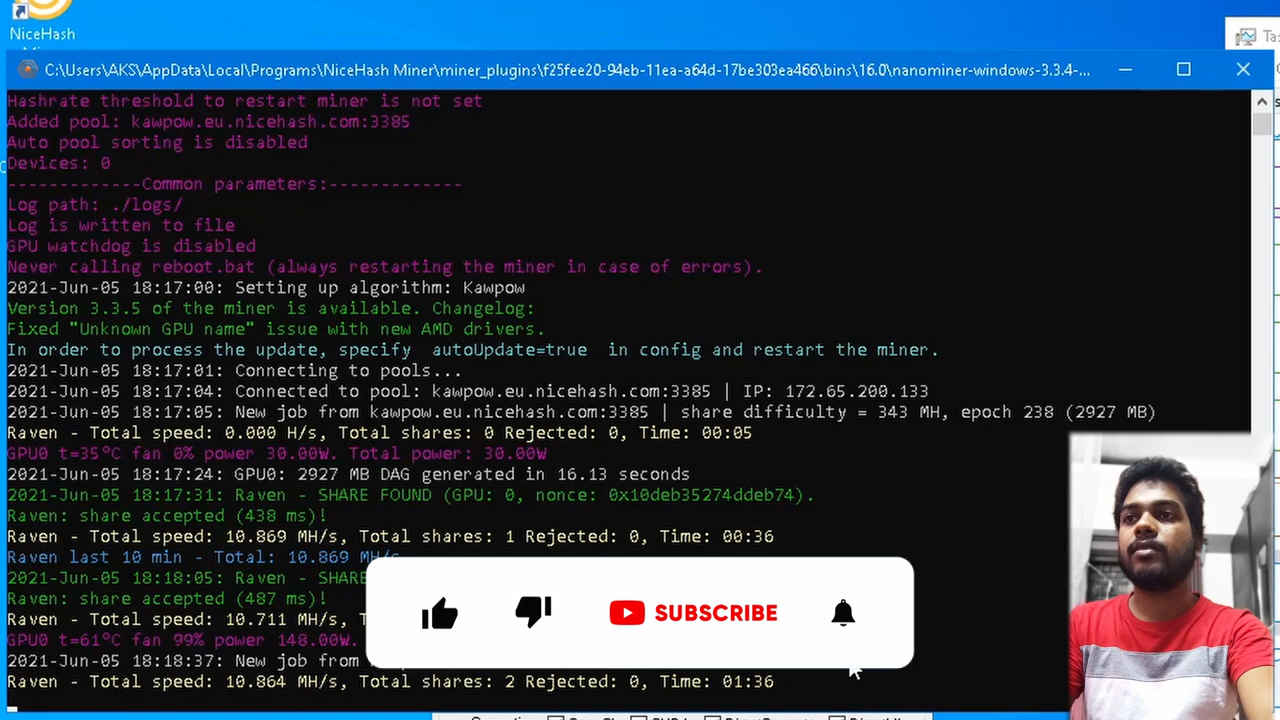 NiceHash
C:\Users\AKS\AppData\Local\Programs\NiceHash Miner\miner_plugins\f25fee20-94eb-11ea-a64d-17be303ea466\bins\16.0\nanominer-windows-3.3.4-...
Hashrate threshold to restart miner is not set
Added pool: kawpow.eu.nicehash.com:3385
Auto pool sorting is disabled
Devices: 0
-------------Common parameters:-------------
Log path: ./logs/
Log is written to file
GPU watchdog is disabled
Never calling reboot.bat (always restarting the miner in case of errors).
2021-Jun-05 18:17:00: Setting up algorithm: Kawpow
Version 3.3.5 of the miner is available. Changelog:
Fixed "Unknown GPU name" issue with new AMD drivers.
In order to process the update, specify  autoUpdate=true  in config and restart the miner.
2021-Jun-05 18:17:01: Connecting to pools...
2021-Jun-05 18:17:04: Connected to pool: kawpow.eu.nicehash.com:3385 | IP: 172.65.200.133
2021-Jun-05 18:17:05: New job from kawpow.eu.nicehash.com:3385 | share difficulty = 343 MH, epoch 238 (2927 MB)
Raven - Total speed: 0.000 H/s, Total shares: 0 Rejected: 0, Time: 00:05
GPU0 t=35°C fan 0% power 30.00W. Total power: 30.00W
2021-Jun-05 18:17:24: GPU0: 2927 MB DAG generated in 16.13 seconds
2021-Jun-05 18:17:31: Raven - SHARE FOUND (GPU: 0, nonce: 0x10deb35274ddeb74).
Raven: share accepted (438 ms)!
Raven - Total speed: 10.869 MH/s, Total shares: 1 Rejected: 0, Time: 00:36
Raven last 10 min - Total: 10.869 MH/s
2021-Jun-05 18:18:05: Raven - SHARE
Raven: share accepted (487 ms)!
Raven - Total speed: 10.711 MH/s,
GPU0 t=61°C fan 99% power 148.00W.
2021-Jun-05 18:18:37: New job from
Raven - Total speed: 10.864 MH/s, Total shares: 2 Rejected: 0, Time: 01:36
SUBSCRIBE